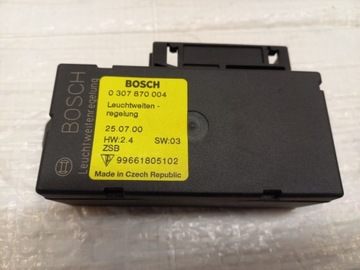 BOSCH
Leuchtweitenregelung
BOSCH
0 307 870 004
Leuchtweiten -
regelung
25.07.00
HW:2.4 SW:03
ZSB
99661805102
Made in Czech Republic